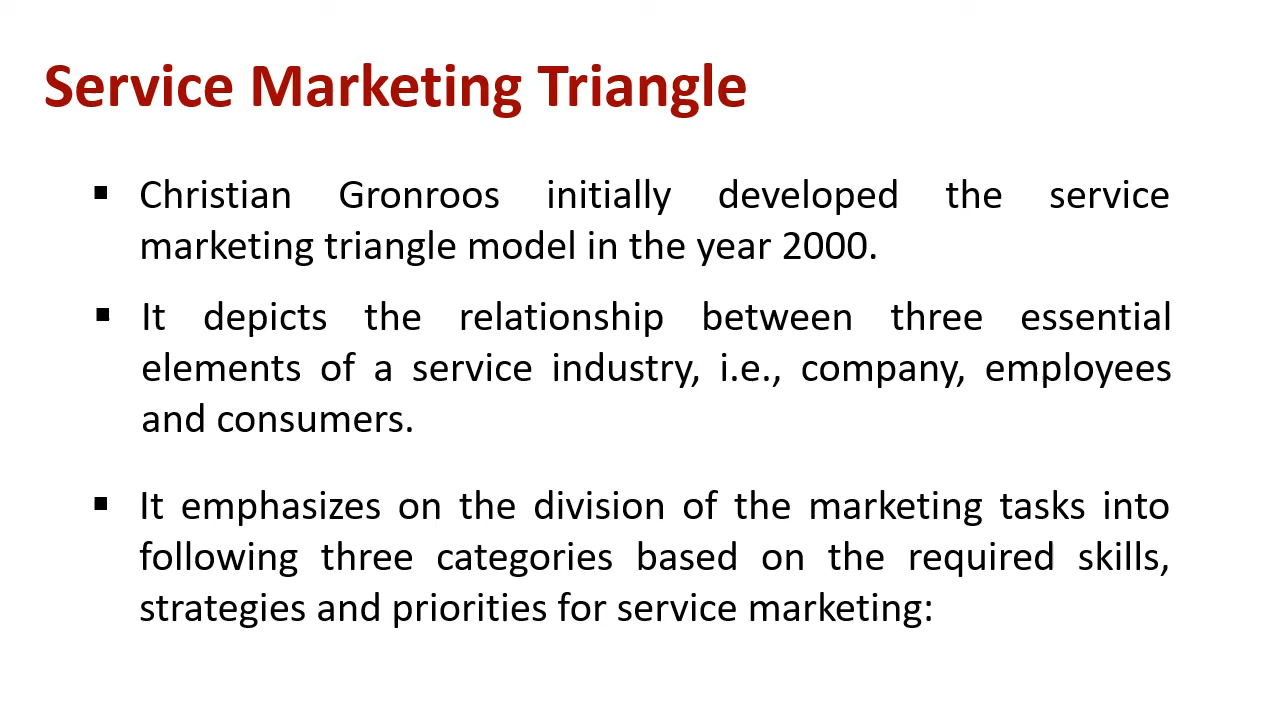 Service Marketing Triangle
▪ Christian Gronroos initially developed the service
marketing triangle model in the year 2000.
▪ It depicts the relationship between three essential
elements of a service industry, i.e., company, employees
and consumers.
▪ It emphasizes on the division of the marketing tasks into
following three categories based on the required skills,
strategies and priorities for service marketing: